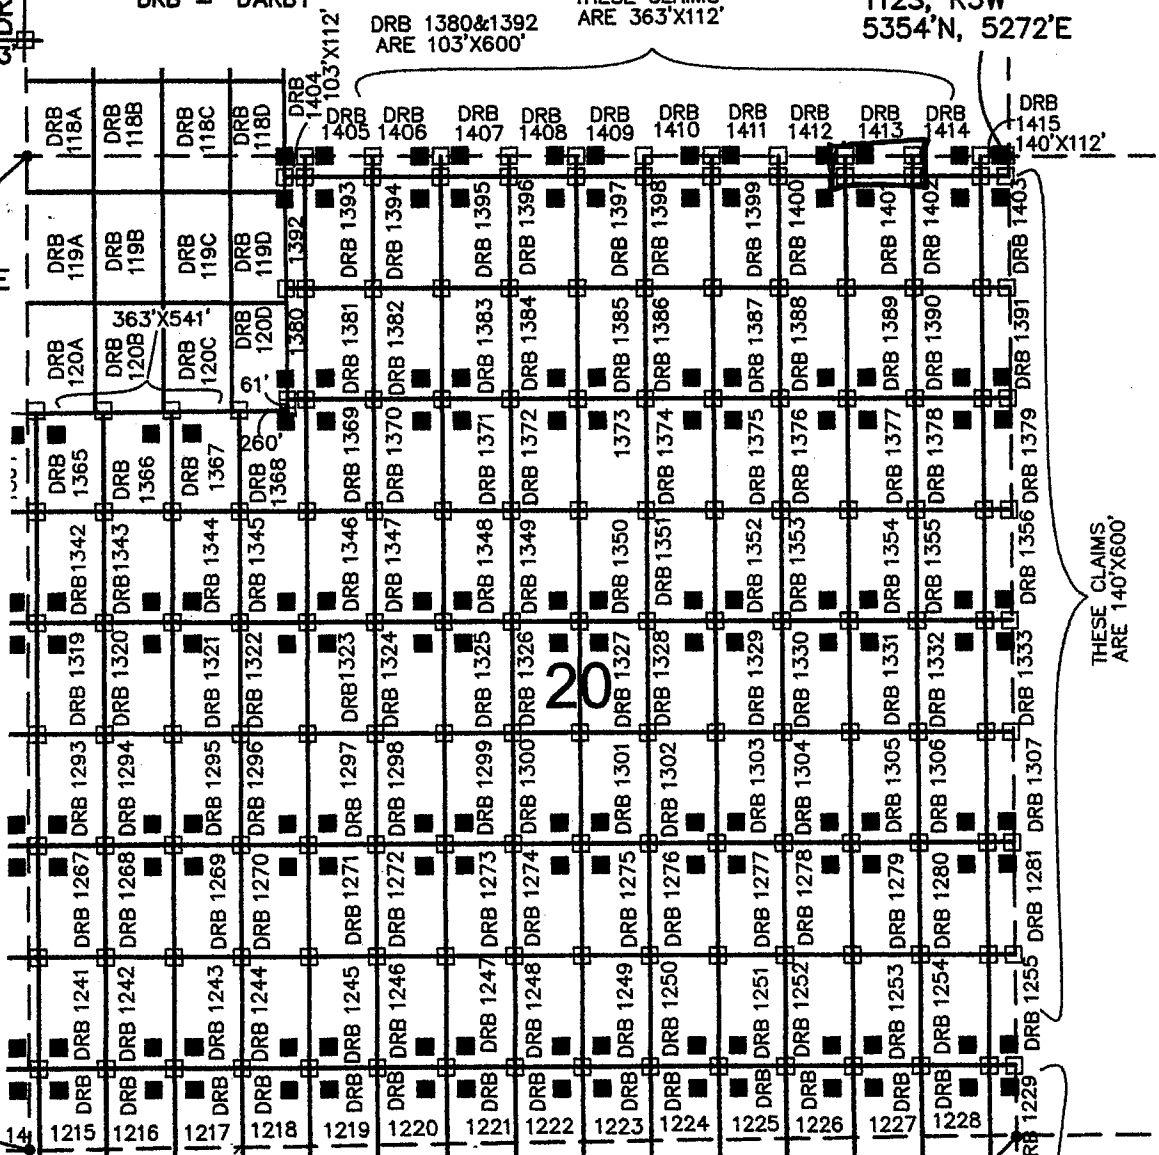 DRB = DARBY
THESE CLAIMS
ARE 363'X112'
T12S, R5W
5354'N, 5272'E
DRB 1380&1392
ARE 103'X600'
DRB
1404
103'X112'
DRB
1405
DRB
1406
DRB
1407
DRB
1408
DRB
1409
DRB
1410
DRB
1411
DRB
1412
DRB
1413
DRB
1414
DRB
1415
140'X112'
DRB
118A
DRB
118B
DRB
118C
DRB
118D
DRB
119A
DRB
119B
DRB
119C
DRB
119D
1392
DRB 1393
DRB 1394
DRB 1395
DRB 1396
DRB 1397
DRB 1398
DRB 1399
DRB 1400
DRB 1401
DRB 1402
DRB 1403
363'X541'
DRB
120A
DRB
120B
DRB
120C
DRB
120D
1380
DRB 1381
DRB 1382
DRB 1383
DRB 1384
DRB 1385
DRB 1386
DRB 1387
DRB 1388
DRB 1389
DRB 1390
DRB 1391
61'
260'
DRB
1365
DRB
1366
DRB
1367
DRB
1368
DRB 1369
DRB 1370
DRB 1371
DRB 1372
1373
DRB 1374
DRB 1375
DRB 1376
DRB 1377
DRB 1378
DRB 1379
DRB1342
DRB1343
DRB 1344
DRB 1345
DRB 1346
DRB 1347
DRB 1348
DRB 1349
DRB 1350
DRB 1351
DRB 1352
DRB 1353
DRB 1354
DRB 1355
DRB 1356
THESE CLAIMS
ARE 140'X600'
DRB 1319
DRB 1320
DRB 1321
DRB 1322
DRB1323
DRB 1324
DRB 1325
DRB 1326
DRB 1327
DRB 1328
DRB 1329
DRB 1330
DRB 1331
DRB 1332
DRB 1333
20
DRB 1293
DRB 1294
DRB 1295
DRB 1296
DRB 1297
DRB 1298
DRB 1299
DRB 1300
DRB 1301
DRB 1302
DRB 1303
DRB 1304
DRB 1305
DRB 1306
DRB 1307
DRB 1267
DRB 1268
DRB 1269
DRB 1270
DRB 1271
DRB 1272
DRB 1273
DRB 1274
DRB 1275
DRB 1276
DRB 1277
DRB 1278
DRB 1279
DRB 1280
DRB 1281
DRB 1241
DRB 1242
DRB 1243
DRB 1244
DRB 1245
DRB 1246
DRB 1247
DRB 1248
DRB 1249
DRB 1250
DRB 1251
DRB 1252
DRB 1253
DRB 1254
DRB 1255
DRB
1215
DRB
1216
DRB
1217
DRB
1218
DRB
1219
DRB
1220
DRB
1221
DRB
1222
DRB
1223
DRB
1224
DRB
1225
DRB
1226
DRB
1227
DRB
1228
DRB 1229